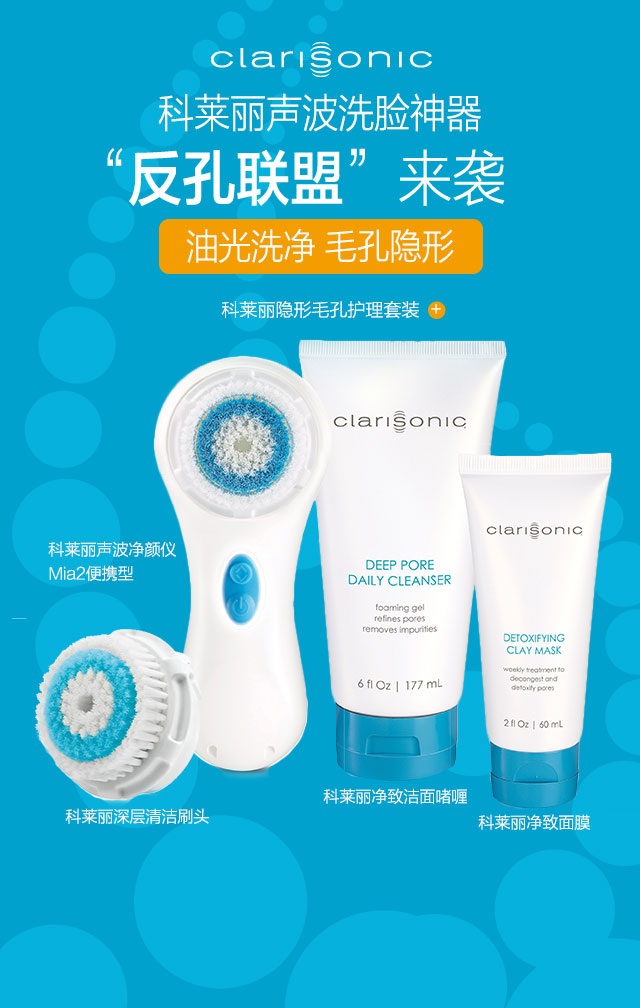 clarisonic
科莱丽声波洗脸神器
“反孔联盟”来袭
油光洗净 毛孔隐形
科莱丽隐形毛孔护理套装 +
clarisonic
DEEP PORE
DAILY CLEANSER
foaming gel
refines pores
removes impurities
6 fl Oz | 177 mL
clarisonic
DETOXIFYING
CLAY MASK
weekly treatment to
decongest and
detoxify pores
2 fl Oz | 60 mL
科莱丽声波净颜仪
Mia2便携型
科莱丽深层清洁刷头
科莱丽净致洁面啫喱
科莱丽净致面膜